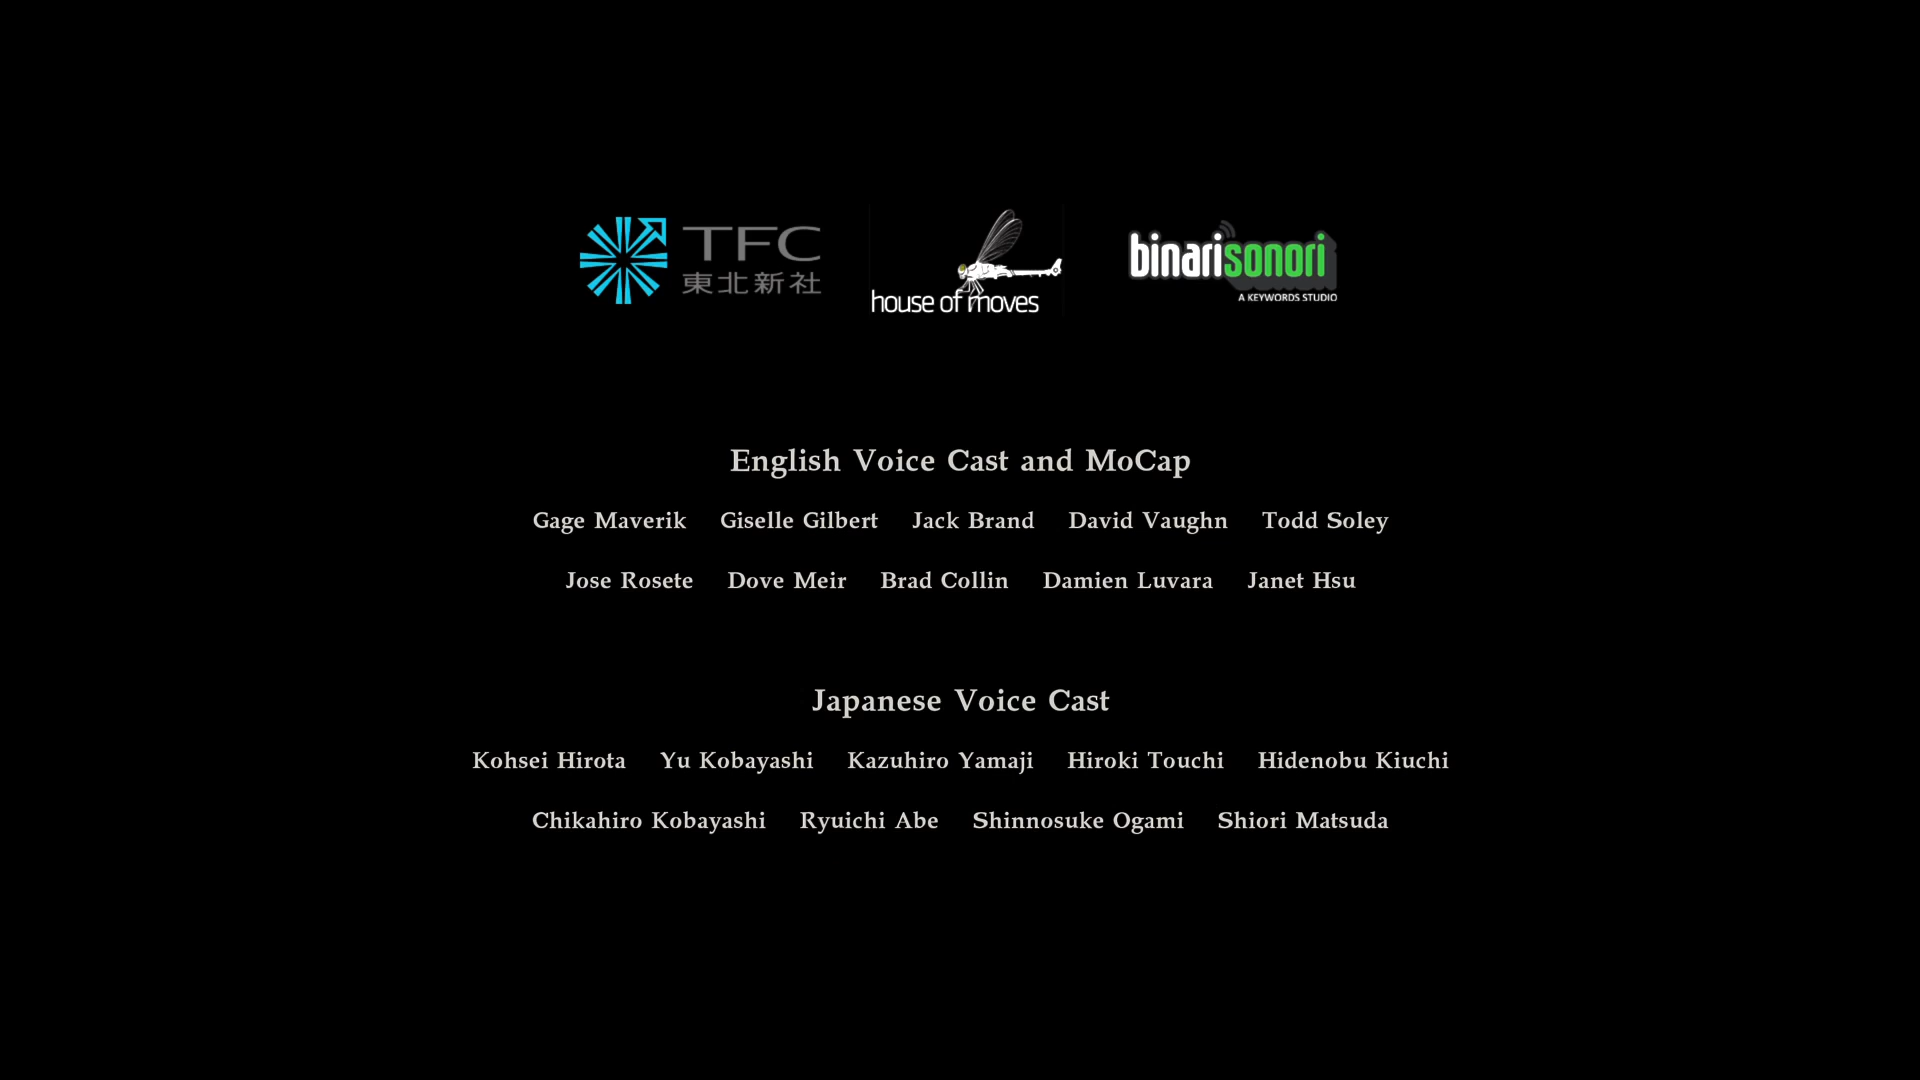 TFC
東北新社
house of moves
binarisonori
A KEYWORDS STUDIO
English Voice Cast and MoCap
Gage Maverik Giselle Gilbert Jack Brand David Vaughn Todd Soley
Jose Rosete Dove Meir Brad Collin Damien Luvara Janet Hsu
Japanese Voice Cast
Kohsei Hirota Yu Kobayashi Kazuhiro Yamaji Hiroki Touchi Hidenobu Kiuchi
Chikahiro Kobayashi Ryuichi Abe Shinnosuke Ogami Shiori Matsuda